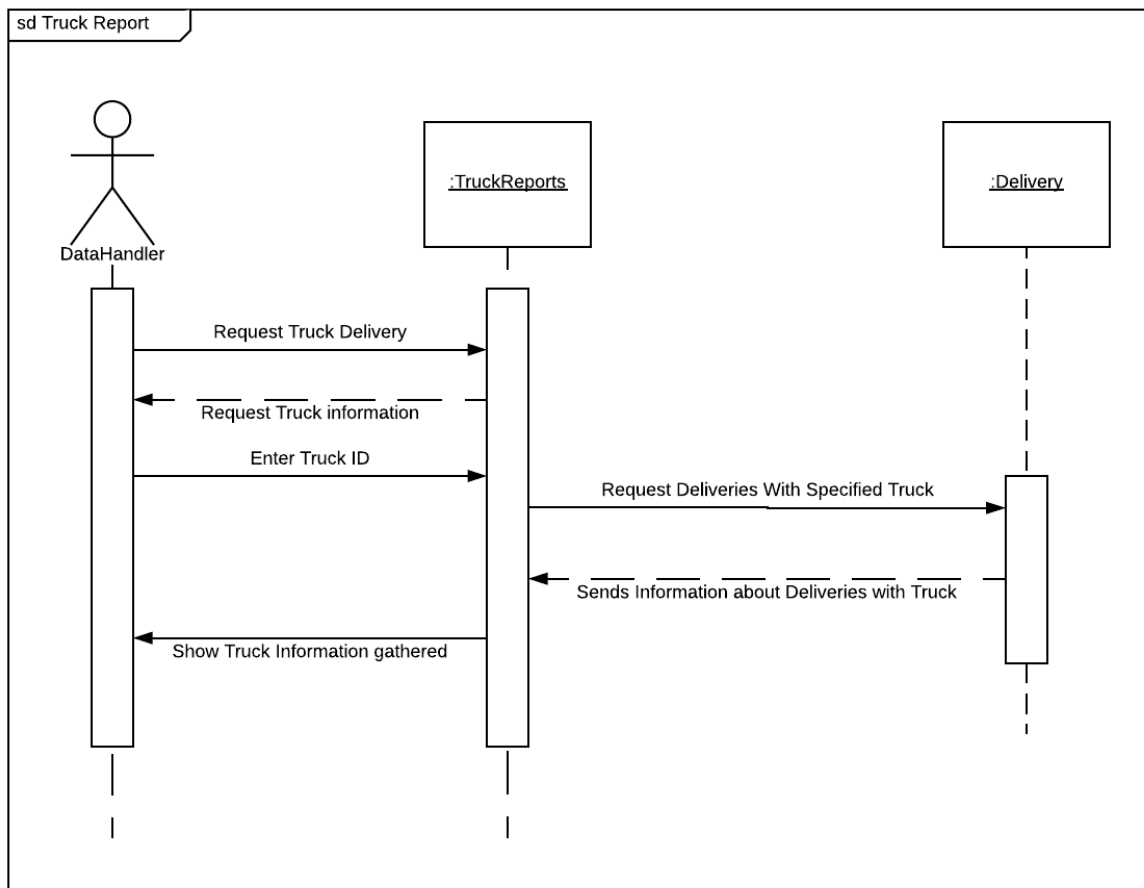 sd Truck Report
:TruckReports
:Delivery
DataHandler
Request Truck Delivery
Request Truck information
Enter Truck ID
Request Deliveries With Specified Truck
Sends Information about Deliveries with Truck
Show Truck Information gathered